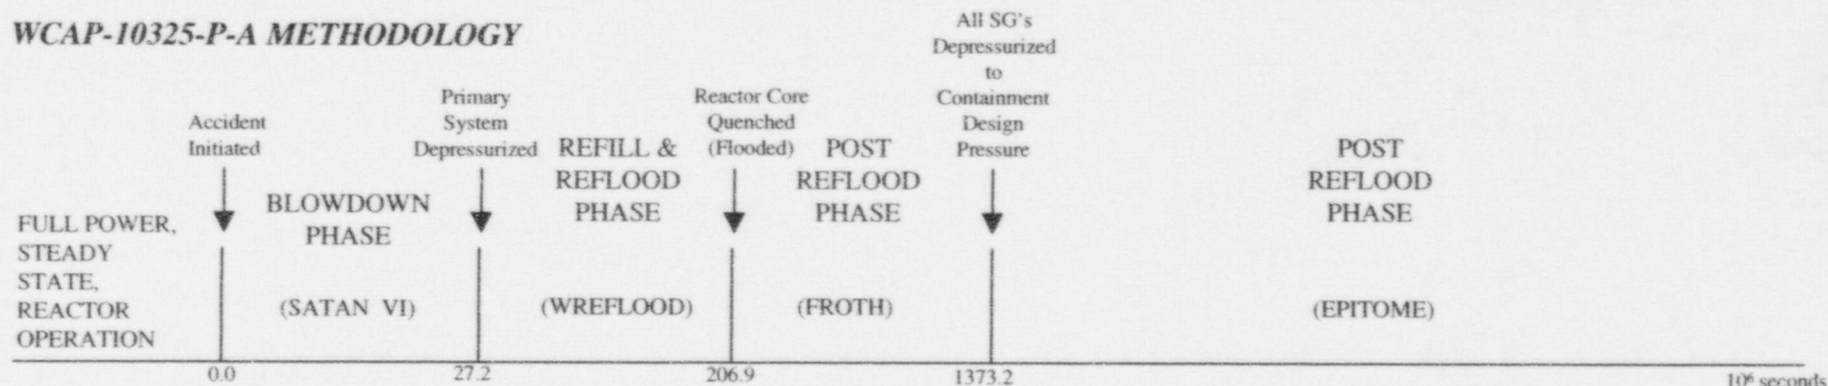 WCAP-10325-P-A METHODOLOGY
All SG's
Depressurized
to
Containment
Design
Pressure
Accident
Initiated
Primary
System
Depressurized
Reactor Core
Quenched
(Flooded)
FULL POWER,
STEADY
STATE,
REACTOR
OPERATION
BLOWDOWN
PHASE
(SATAN VI)
REFILL &
REFLOOD
PHASE
(WREFLOOD)
POST
REFLOOD
PHASE
(FROTH)
POST
REFLOOD
PHASE
(EPITOME)
0.0
27.2
206.9
1373.2
10⁶ seconds